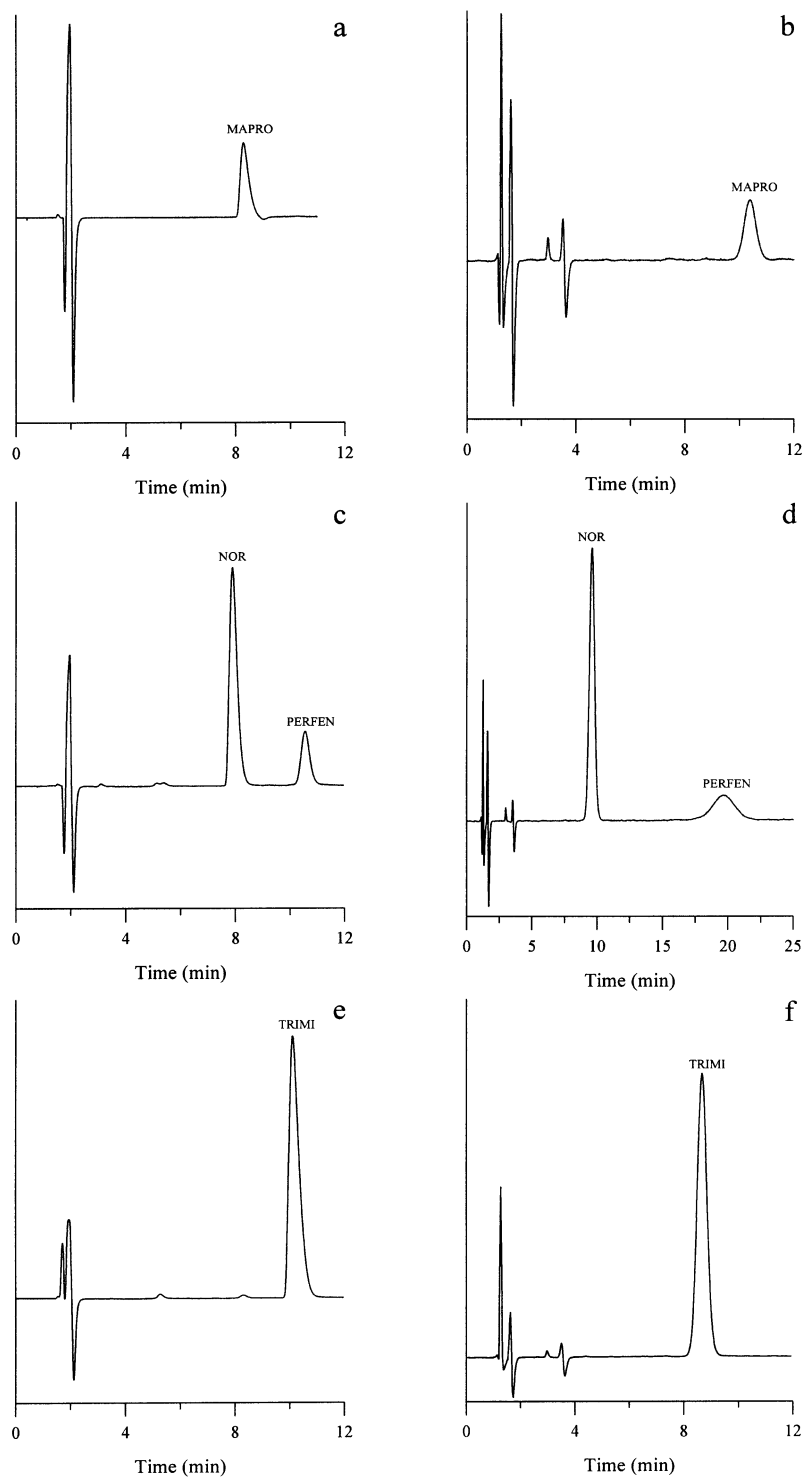 a
MAPRO
0 4 8 12
Time (min)
b
MAPRO
0 4 8 12
Time (min)
c
NOR
PERFEN
0 4 8 12
Time (min)
d
NOR
PERFEN
0 5 10 15 20 25
Time (min)
e
TRIMI
0 4 8 12
Time (min)
f
TRIMI
0 4 8 12
Time (min)